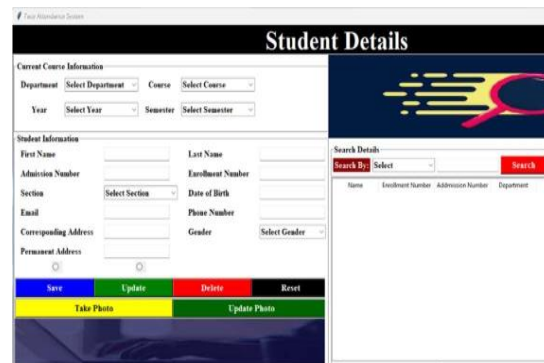 Face Attendance System
Student Details
Current Course Information
Department Select Department Course Select Course
Year Select Year Semester Select Semester
Student Information
First Name Last Name
Admission Number Enrollment Number
Section Select Section Date of Birth
Email Phone Number
Corresponding Address Gender Select Gender
Permanent Address
Save Update Delete Reset
Take Photo Update Photo
Search Details
Search By: Select Search
Name Enrollment Number Addmission Number Department